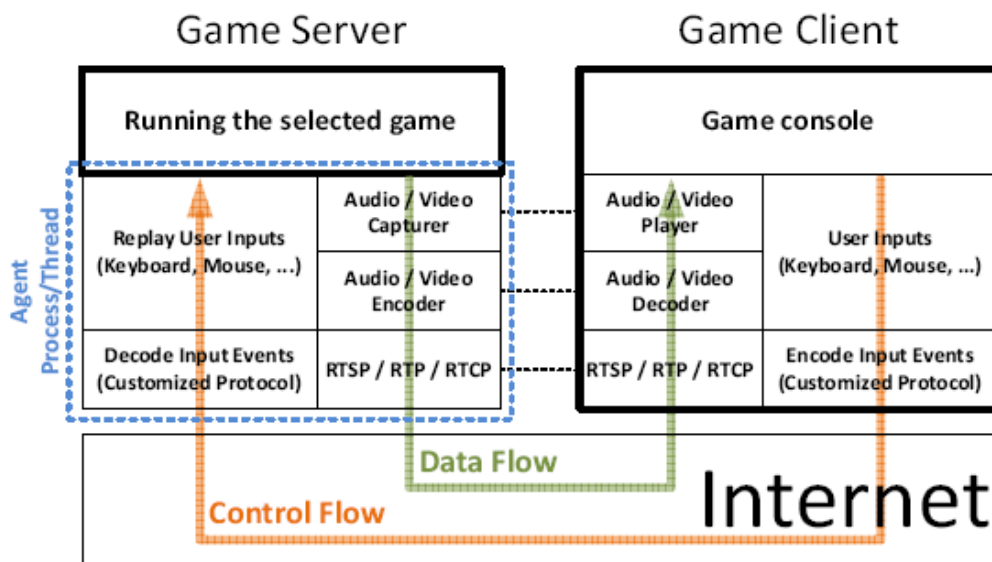 Game Server
Game Client
Running the selected game
Game console
Agent
Process/Thread
Replay User Inputs
(Keyboard, Mouse, ...)
Audio / Video
Capturer
Audio / Video
Encoder
Decode Input Events
(Customized Protocol)
RTSP / RTP / RTCP
Audio / Video
Player
Audio / Video
Decoder
RTSP / RTP / RTCP
User Inputs
(Keyboard, Mouse, ...)
Encode Input Events
(Customized Protocol)
Data Flow
Control Flow
Internet